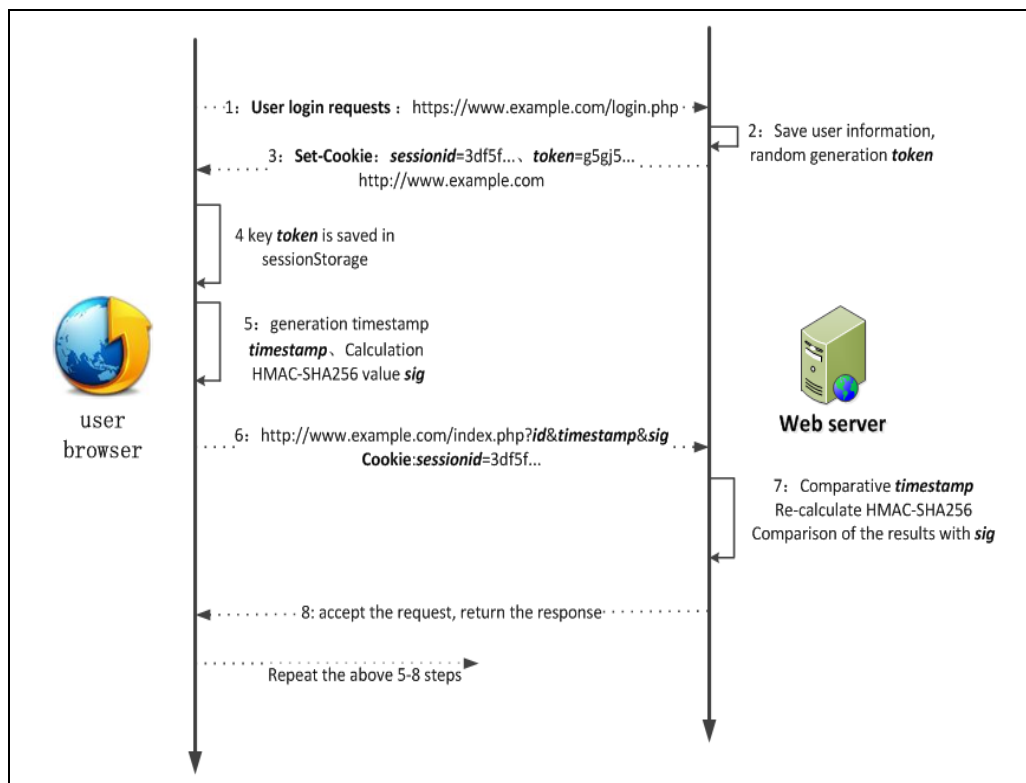 1：User login requests： https://www.example.com/login.php
2：Save user information,
random generation token
3：Set-Cookie：sessionid=3df5f...、token=g5gj5...
http://www.example.com
4 key token is saved in
sessionStorage
5：generation timestamp
timestamp、Calculation
HMAC-SHA256 value sig
user
browser
Web server
6：http://www.example.com/index.php?id&timestamp&sig
Cookie:sessionid=3df5f...
7：Comparative timestamp
Re-calculate HMAC-SHA256
Comparison of the results with sig
8: accept the request, return the response
Repeat the above 5-8 steps